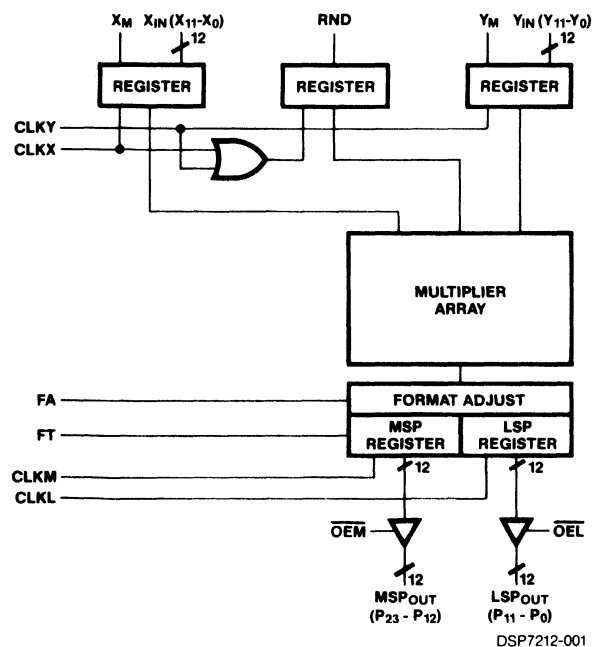 XM XIN (X11-X0) RND YM YIN (Y11-Y0)
12 12
REGISTER REGISTER REGISTER
CLKY
CLKX
MULTIPLIER
ARRAY
FA FORMAT ADJUST
FT MSP REGISTER LSP REGISTER
12 12
CLKM
CLKL
OEM OEL
12 12
MSPOUT LSPOUT
(P23 - P12) (P11 - P0)
DSP7212-001